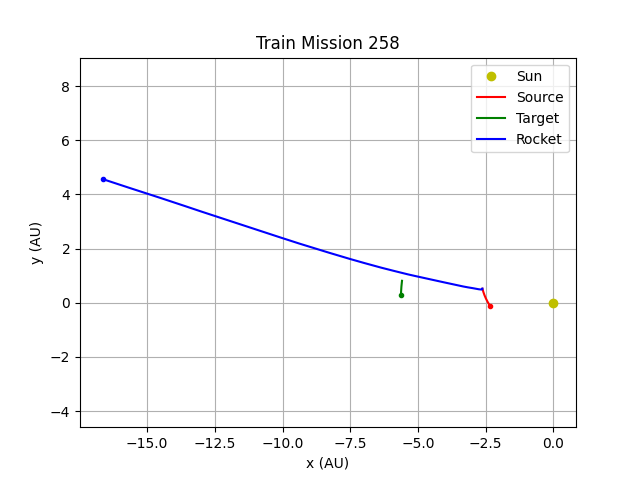 Train Mission 258
Sun
Source
Target
Rocket
8
6
4
2
0
−2
−4
y (AU)
−15.0 −12.5 −10.0 −7.5 −5.0 −2.5 0.0
x (AU)